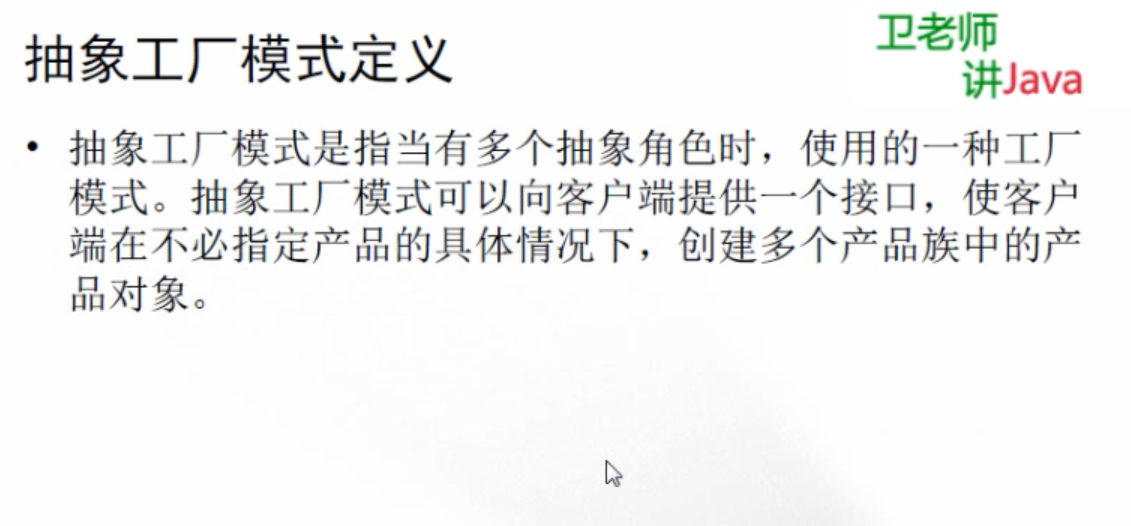 抽象工厂模式定义
卫老师
讲Java
• 抽象工厂模式是指当有多个抽象角色时，使用的一种工厂
模式。抽象工厂模式可以向客户端提供一个接口，使客户
端在不必指定产品的具体情况下，创建多个产品族中的产
品对象。